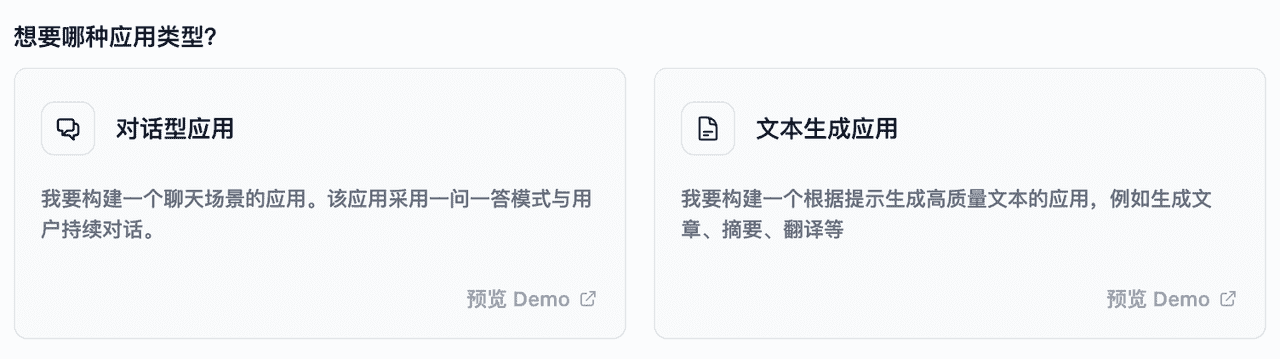 想要哪种应用类型?
对话型应用
我要构建一个聊天场景的应用。该应用采用一问一答模式与用
户持续对话。
预览 Demo
文本生成应用
我要构建一个根据提示生成高质量文本的应用，例如生成文
章、摘要、翻译等
预览 Demo